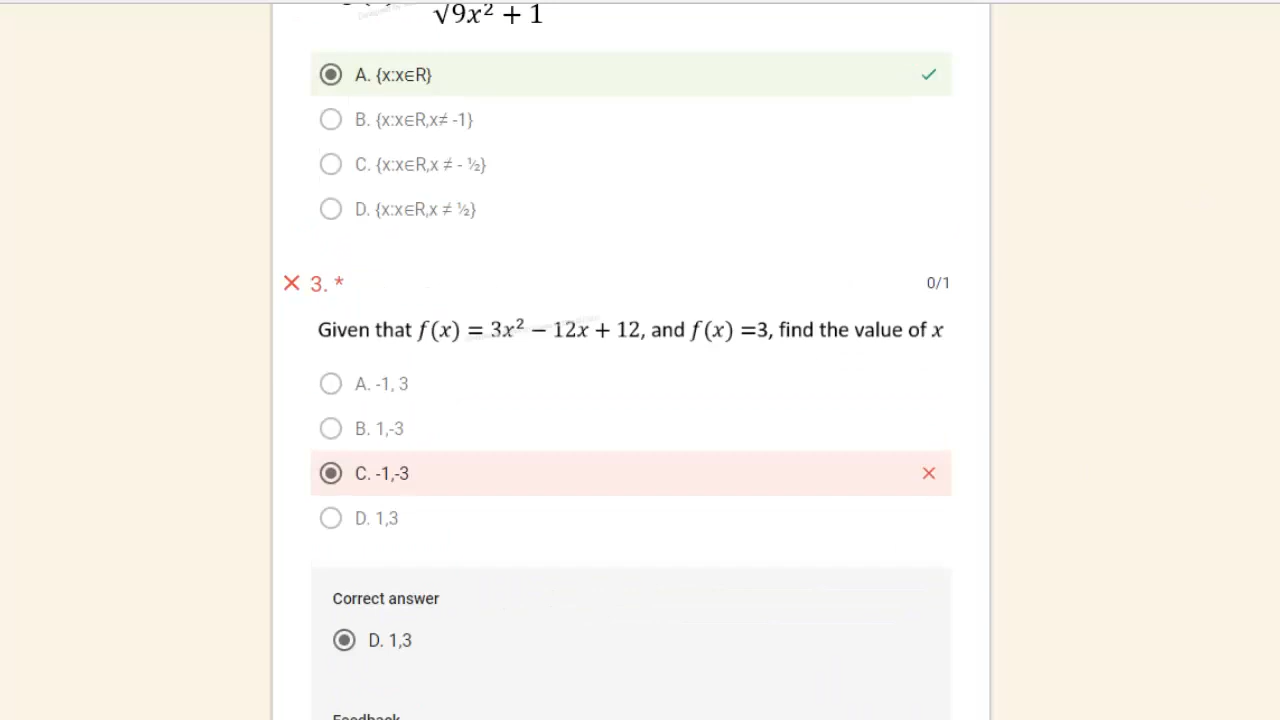 √9x² + 1
A. {x:x∈R}
B. {x:x∈R,x≠ -1}
C. {x:x∈R,x ≠ - ½}
D. {x:x∈R,x ≠ ½}
3. *
0/1
Given that f(x) = 3x² − 12x + 12, and f(x) =3, find the value of x
A. -1, 3
B. 1,-3
C. -1,-3
D. 1,3
Correct answer
D. 1,3
Feedback